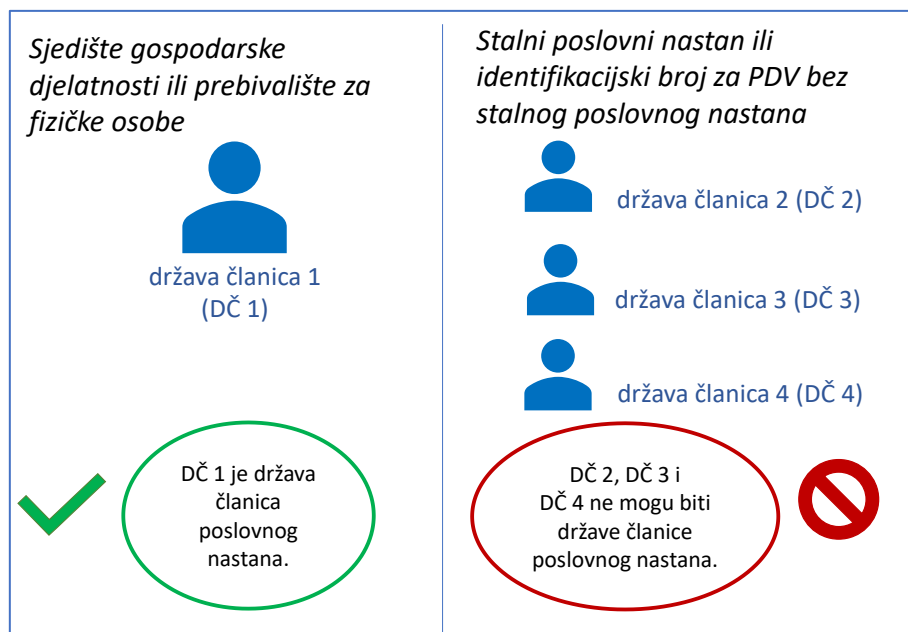 Sjedište gospodarske
djelatnosti ili prebivalište za
fizičke osobe
država članica 1
(DČ 1)
DČ 1 je država
članica
poslovnog
nastana.
Stalni poslovni nastan ili
identifikacijski broj za PDV bez
stalnog poslovnog nastana
država članica 2 (DČ 2)
država članica 3 (DČ 3)
država članica 4 (DČ 4)
DČ 2, DČ 3 i
DČ 4 ne mogu biti
države članice
poslovnog nastana.